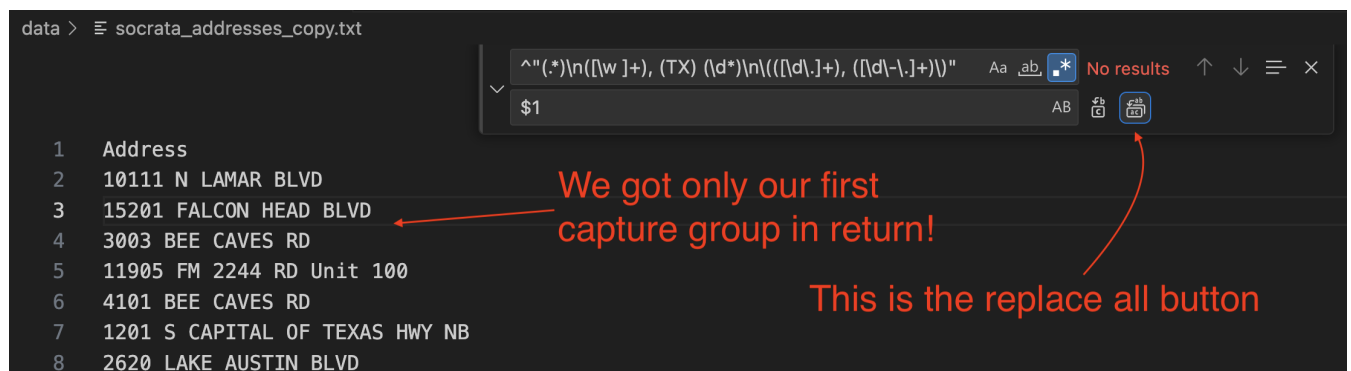 data > socrata_addresses_copy.txt
^"(.*)\n([\w ]+), (TX) (\d*)\n\(([\d\.]+), ([\d\-\.]+)\)" Aa ab .* No results
$1 AB
1 Address
2 10111 N LAMAR BLVD
3 15201 FALCON HEAD BLVD
4 3003 BEE CAVES RD
5 11905 FM 2244 RD Unit 100
6 4101 BEE CAVES RD
7 1201 S CAPITAL OF TEXAS HWY NB
8 2620 LAKE AUSTIN BLVD
We got only our first
capture group in return!
This is the replace all button